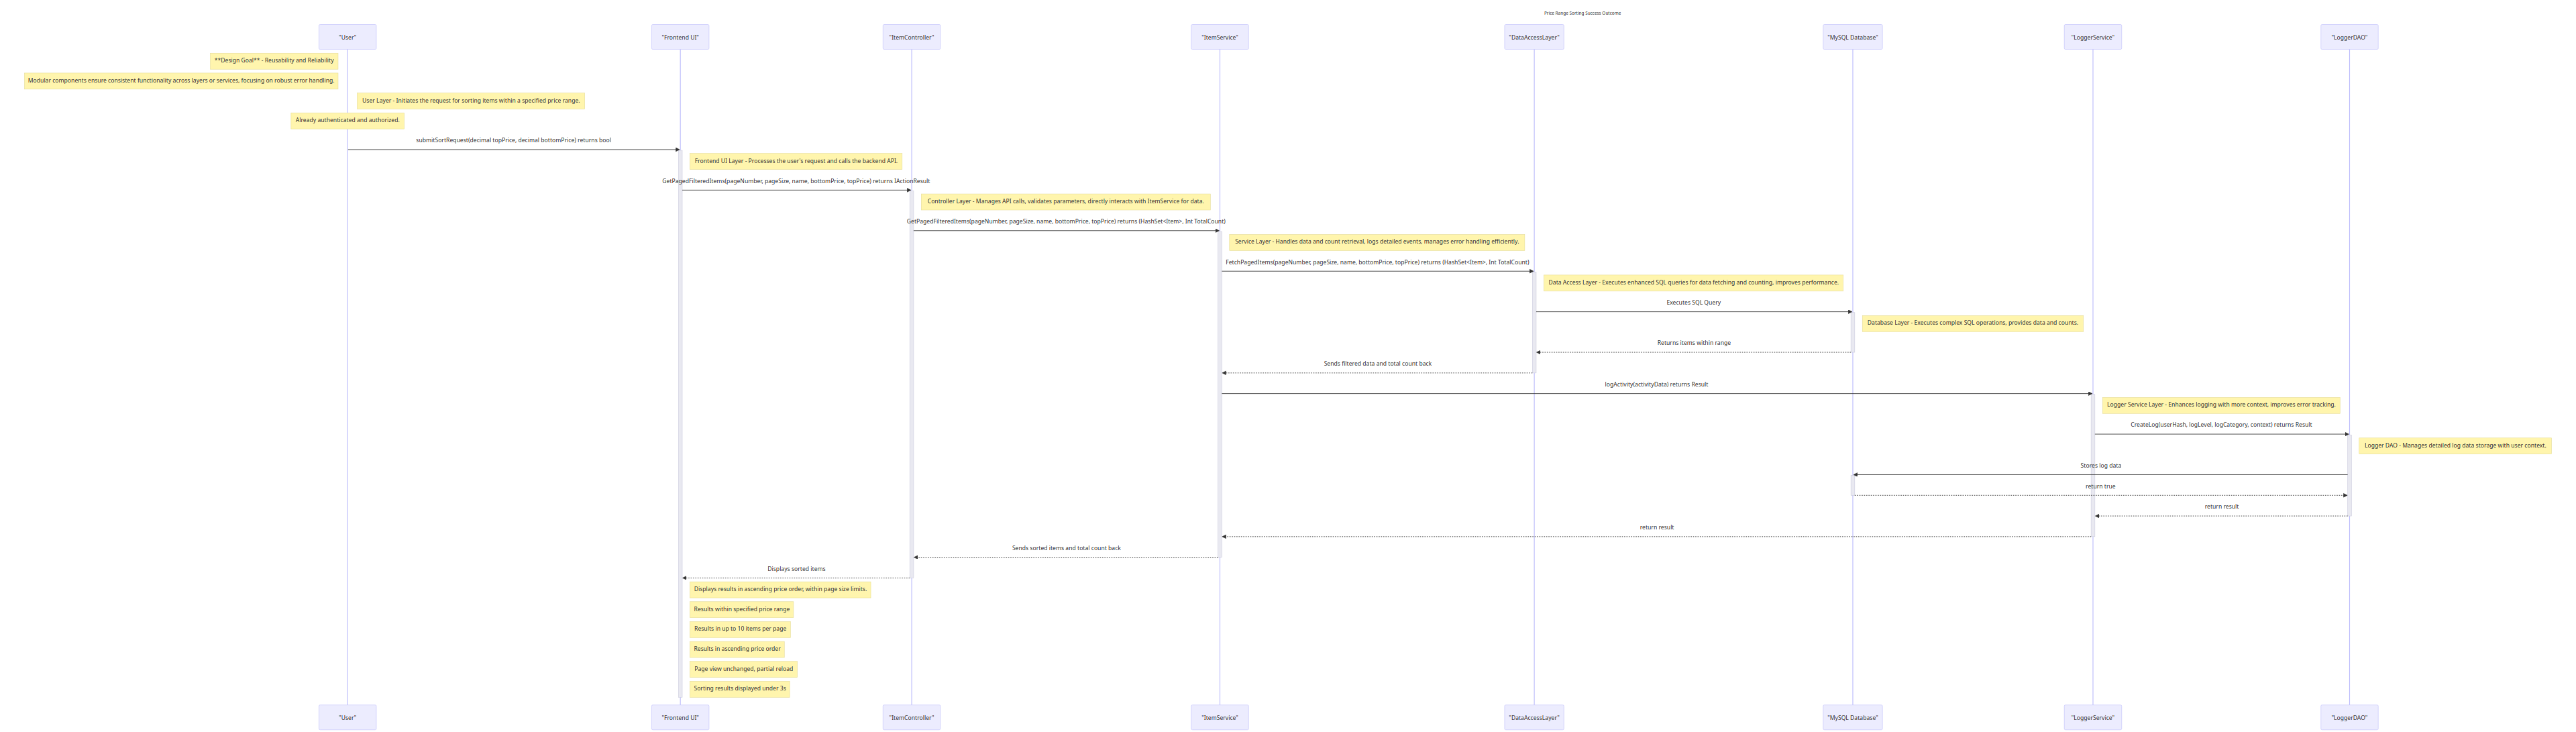 Price Range Sorting Success Outcome
"User"
"Frontend UI"
"ItemController"
"ItemService"
"DataAccessLayer"
"MySQL Database"
"LoggerService"
"LoggerDAO"
**Design Goal** - Reusability and Reliability
Modular components ensure consistent functionality across layers or services, focusing on robust error handling.
User Layer - Initiates the request for sorting items within a specified price range.
Already authenticated and authorized.
submitSortRequest(decimal topPrice, decimal bottomPrice) returns bool
Frontend UI Layer - Processes the user's request and calls the backend API.
GetPagedFilteredItems(pageNumber, pageSize, name, bottomPrice, topPrice) returns IActionResult
Controller Layer - Manages API calls, validates parameters, directly interacts with ItemService for data.
GetPagedFilteredItems(pageNumber, pageSize, name, bottomPrice, topPrice) returns (HashSet<Item>, Int TotalCount)
Service Layer - Handles data and count retrieval, logs detailed events, manages error handling efficiently.
FetchPagedItems(pageNumber, pageSize, name, bottomPrice, topPrice) returns (HashSet<Item>, Int TotalCount)
Data Access Layer - Executes enhanced SQL queries for data fetching and counting, improves performance.
Executes SQL Query
Database Layer - Executes complex SQL operations, provides data and counts.
Returns items within range
Sends filtered data and total count back
logActivity(activityData) returns Result
Logger Service Layer - Enhances logging with more context, improves error tracking.
CreateLog(userHash, logLevel, logCategory, context) returns Result
Logger DAO - Manages detailed log data storage with user context.
Stores log data
return true
return result
return result
Sends sorted items and total count back
Displays sorted items
Displays results in ascending price order, within page size limits.
Results within specified price range
Results in up to 10 items per page
Results in ascending price order
Page view unchanged, partial reload
Sorting results displayed under 3s
"User"
"Frontend UI"
"ItemController"
"ItemService"
"DataAccessLayer"
"MySQL Database"
"LoggerService"
"LoggerDAO"